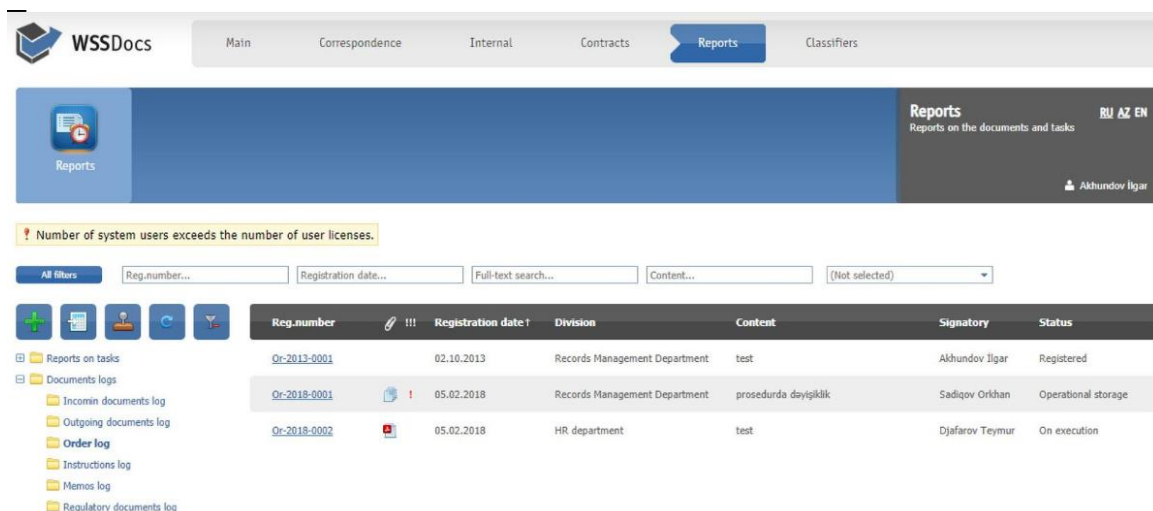 WSSDocs
Main Correspondence Internal Contracts Reports Classifiers
Reports
Reports RU AZ EN
Reports on the documents and tasks
Akhundov İlgar
! Number of system users exceeds the number of user licenses.
All filters Reg.number... Registration date... Full-text search... Content... (Not selected)
Reg.number !!! Registration date↑ Division Content Signatory Status
Reports on tasks
Or-2013-0001 02.10.2013 Records Management Department test Akhundov İlgar Registered
Documents logs
Incomin documents log
Or-2018-0001 ! 05.02.2018 Records Management Department prosedurda dəyişiklik Sadiqov Orkhan Operational storage
Outgoing documents log
Or-2018-0002 05.02.2018 HR department test Djafarov Teymur On execution
Order log
Instructions log
Memos log
Regulatory documents log